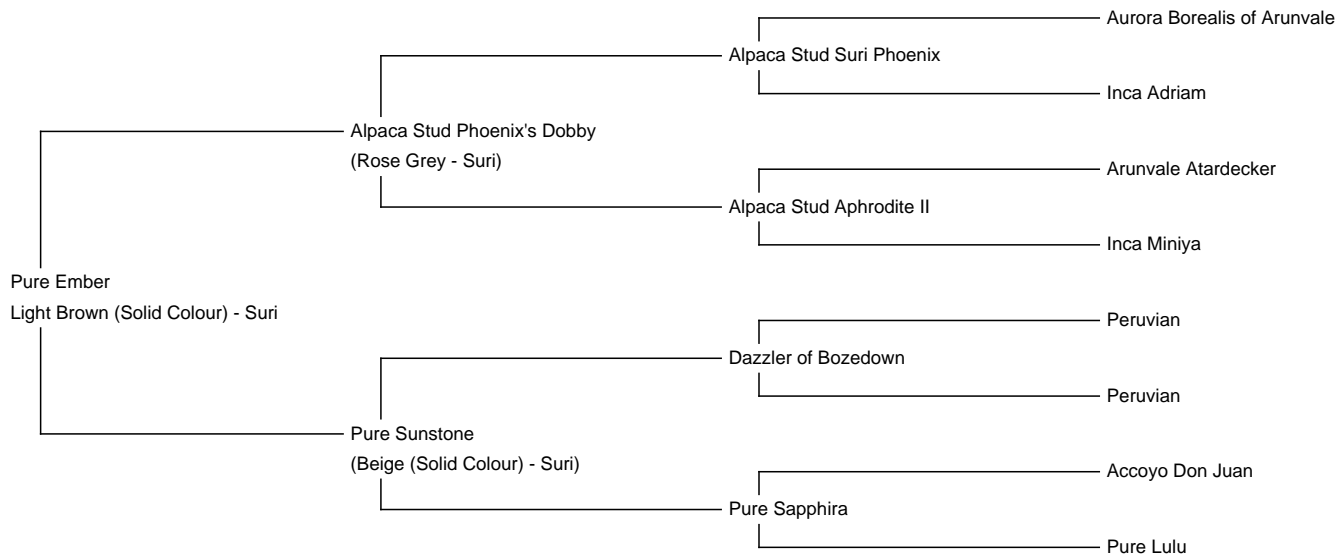 Aurora Borealis of Arunvale
Alpaca Stud Suri Phoenix
Inca Adriam
Alpaca Stud Phoenix's Dobby
(Rose Grey - Suri)
Arunvale Atardecker
Alpaca Stud Aphrodite II
Inca Miniya
Pure Ember
Light Brown (Solid Colour) - Suri
Peruvian
Dazzler of Bozedown
Peruvian
Pure Sunstone
(Beige (Solid Colour) - Suri)
Accoyo Don Juan
Pure Sapphira
Pure Lulu